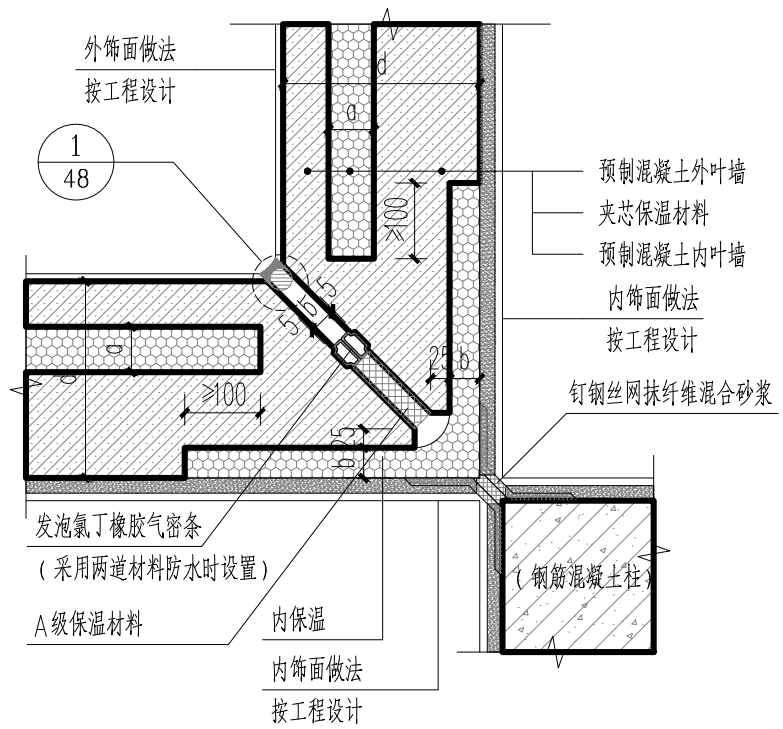 外饰面做法
按工程设计
d
a
1
48
预制混凝土外叶墙
夹芯保温材料
预制混凝土内叶墙
≥100
内饰面做法
按工程设计
5
b
5
a
d
≥100
25
b
钉钢丝网抹纤维混合砂浆
25
b
发泡氯丁橡胶气密条
(采用两道材料防水时设置)
(钢筋混凝土柱)
A级保温材料
内保温
内饰面做法
按工程设计